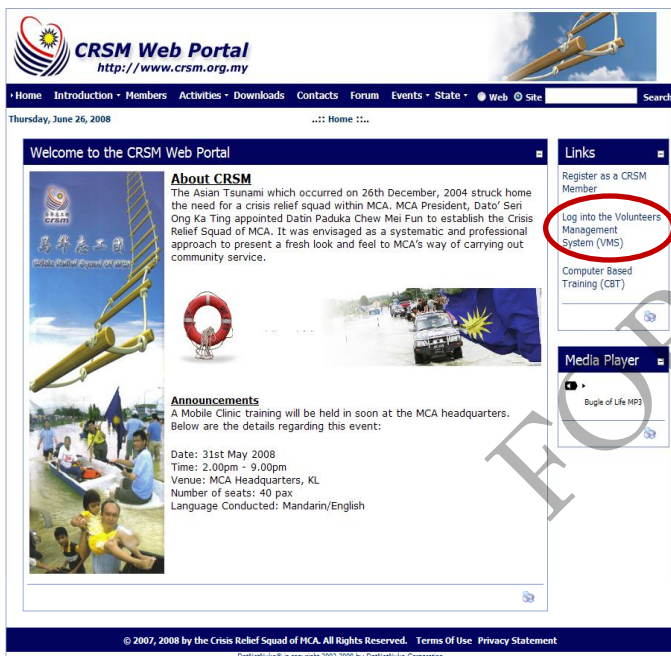 crsm
CRSM Web Portal
http://www.crsm.org.my
Home Introduction Members Activities Downloads Contacts Forum Events State Web Site Search
Thursday, June 26, 2008 ..:: Home ::..
Welcome to the CRSM Web Portal
crsm
About CRSM
The Asian Tsunami which occurred on 26th December, 2004 struck home
the need for a crisis relief squad within MCA. MCA President, Dato' Seri
Ong Ka Ting appointed Datin Paduka Chew Mei Fun to establish the Crisis
Relief Squad of MCA. It was envisaged as a systematic and professional
approach to present a fresh look and feel to MCA's way of carrying out
community service.
Announcements
A Mobile Clinic training will be held in soon at the MCA headquarters.
Below are the details regarding this event:
Date: 31st May 2008
Time: 2.00pm - 9.00pm
Venue: MCA Headquarters, KL
Number of seats: 40 pax
Language Conducted: Mandarin/English
Links
Register as a CRSM
Member
Log into the Volunteers
Management
System (VMS)
Computer Based
Training (CBT)
Media Player
Bugle of Life MP3
FOR
© 2007, 2008 by the Crisis Relief Squad of MCA. All Rights Reserved. Terms Of Use Privacy Statement